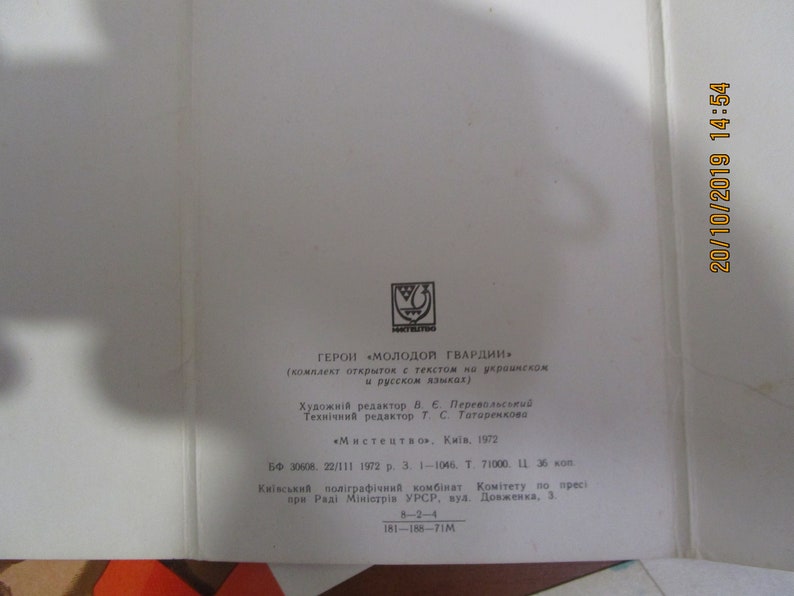 МИСТЕЦТВО
ГЕРОИ «МОЛОДОЙ ГВАРДИИ»
(комплект открыток с текстом на украинском
и русском языках)
Художній редактор В. Є. Перевальський
Технічний редактор Т. С. Татаренкова
«Мистецтво», Київ, 1972
БФ 30608. 22/III 1972 р. З. 1—1046. Т. 71000. Ц. 36 коп.
Київський поліграфічний комбінат Комітету по пресі
при Раді Міністрів УРСР, вул. Довженка, 3.
8—2—4
181—188—71М
20/10/2019 14:54